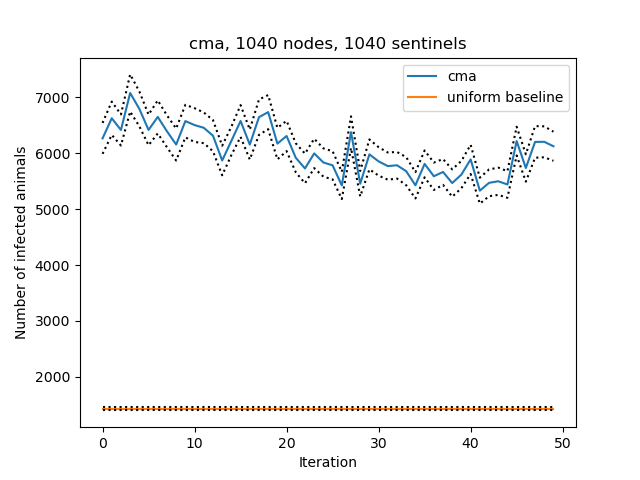 cma, 1040 nodes, 1040 sentinels
cma
uniform baseline
Number of infected animals
7000
6000
5000
4000
3000
2000
0 10 20 30 40 50
Iteration